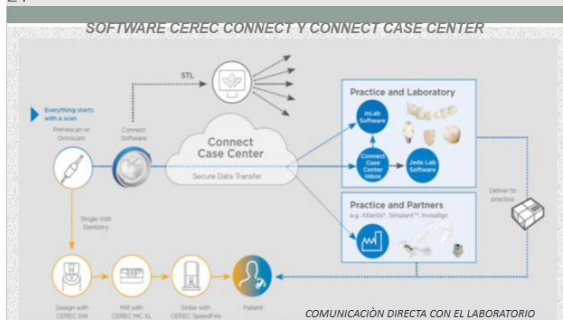 SOFTWARE CEREC CONNECT Y CONNECT CASE CENTER
STL
Everything starts
with a scan
Primescan or
Omnicam
Connect
Software
Connect
Case Center
Secure Data Transfer
Practice and Laboratory
inLab
Software
Connect
Case
Center
Inbox
Jede Lab
Software
Deliver to
practice
Practice and Partners
e.g. Atlantis®, Simplant™, Invisalign
Single Visit
Dentistry
Design with
CEREC SW
Mill with
CEREC MC XL
Sinter with
CEREC SpeedFire
Patient
COMUNICACIÒN DIRECTA CON EL LABORATORIO